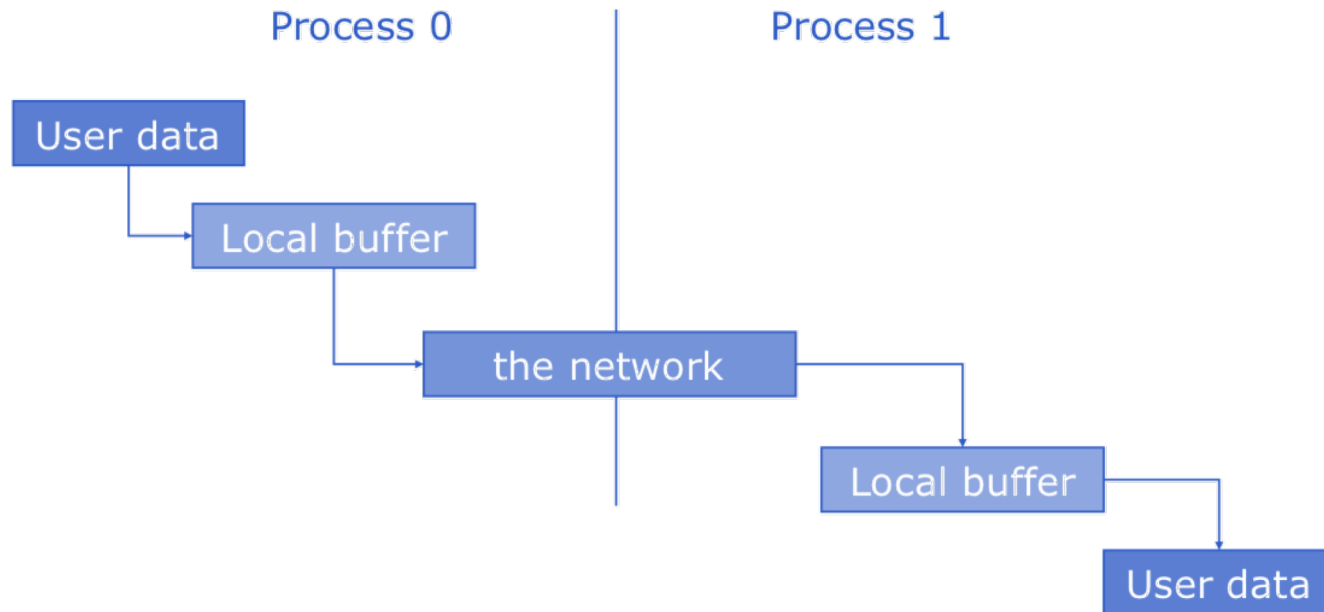 Process 0
Process 1
User data
Local buffer
the network
Local buffer
User data